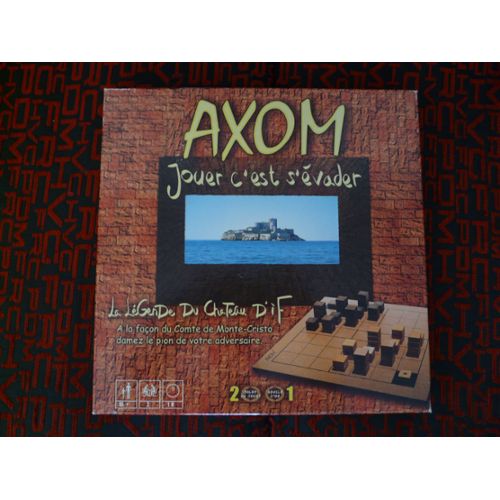 AXOM
Jouer c'est s'évader
La LéGenDe Du Chateau D'iF
A la façon du Comte de Monte-Cristo
damez le pion de votre adversaire.
2 1